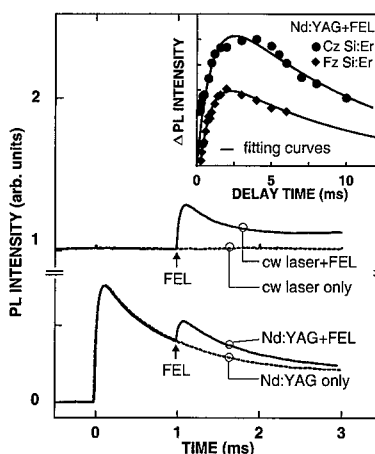 Nd:YAG+FEL
Cz Si:Er
Fz Si:Er
Δ PL INTENSITY
fitting curves
0 5 10
DELAY TIME (ms)
PL INTENSITY (arb. units)
2
1
0
FEL
cw laser+FEL
cw laser only
Nd:YAG+FEL
FEL
Nd:YAG only
0 1 2 3
TIME (ms)